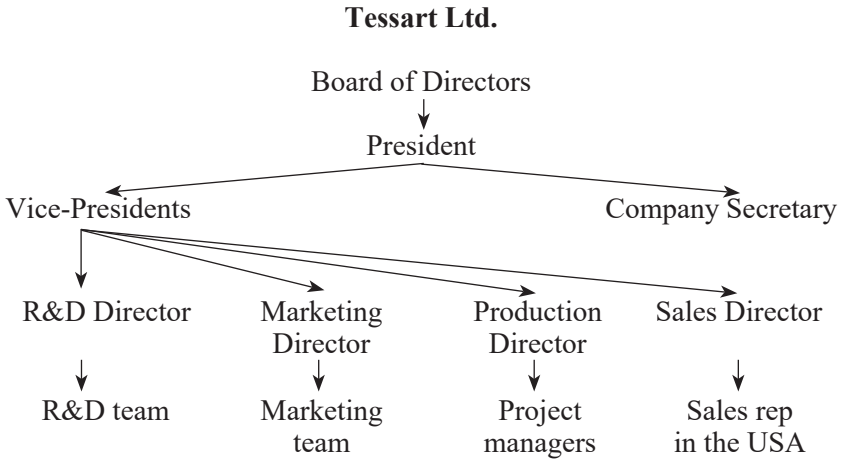 Tessart Ltd.
Board of Directors
President
Vice-Presidents
Company Secretary
R&D Director
Marketing
Director
Production
Director
Sales Director
R&D team
Marketing
team
Project
managers
Sales rep
in the USA